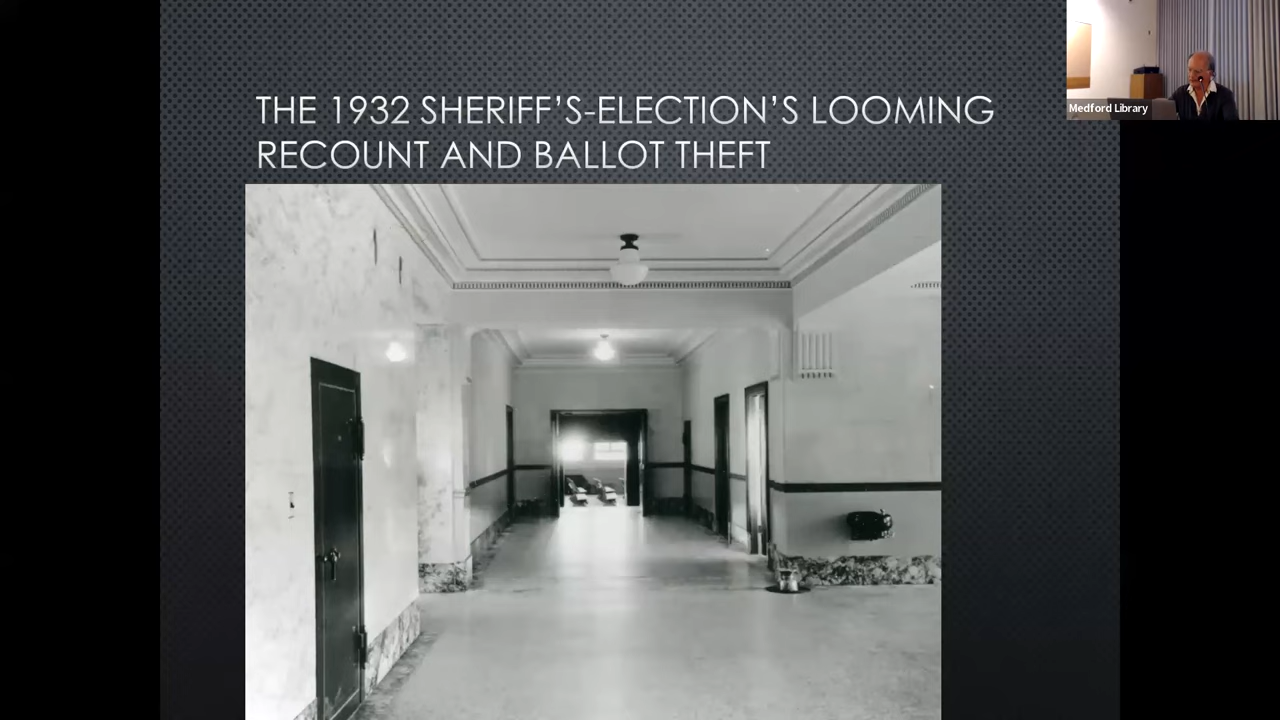 THE 1932 SHERIFF’S-ELECTION’S LOOMING
RECOUNT AND BALLOT THEFT
Medford Library